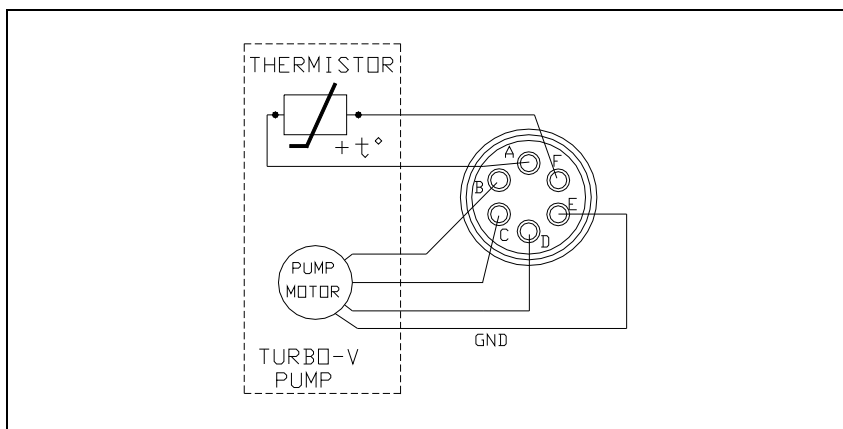 THERMISTOR
+t°
A
F
B
E
C
D
PUMP
MOTOR
GND
TURBO-V
PUMP